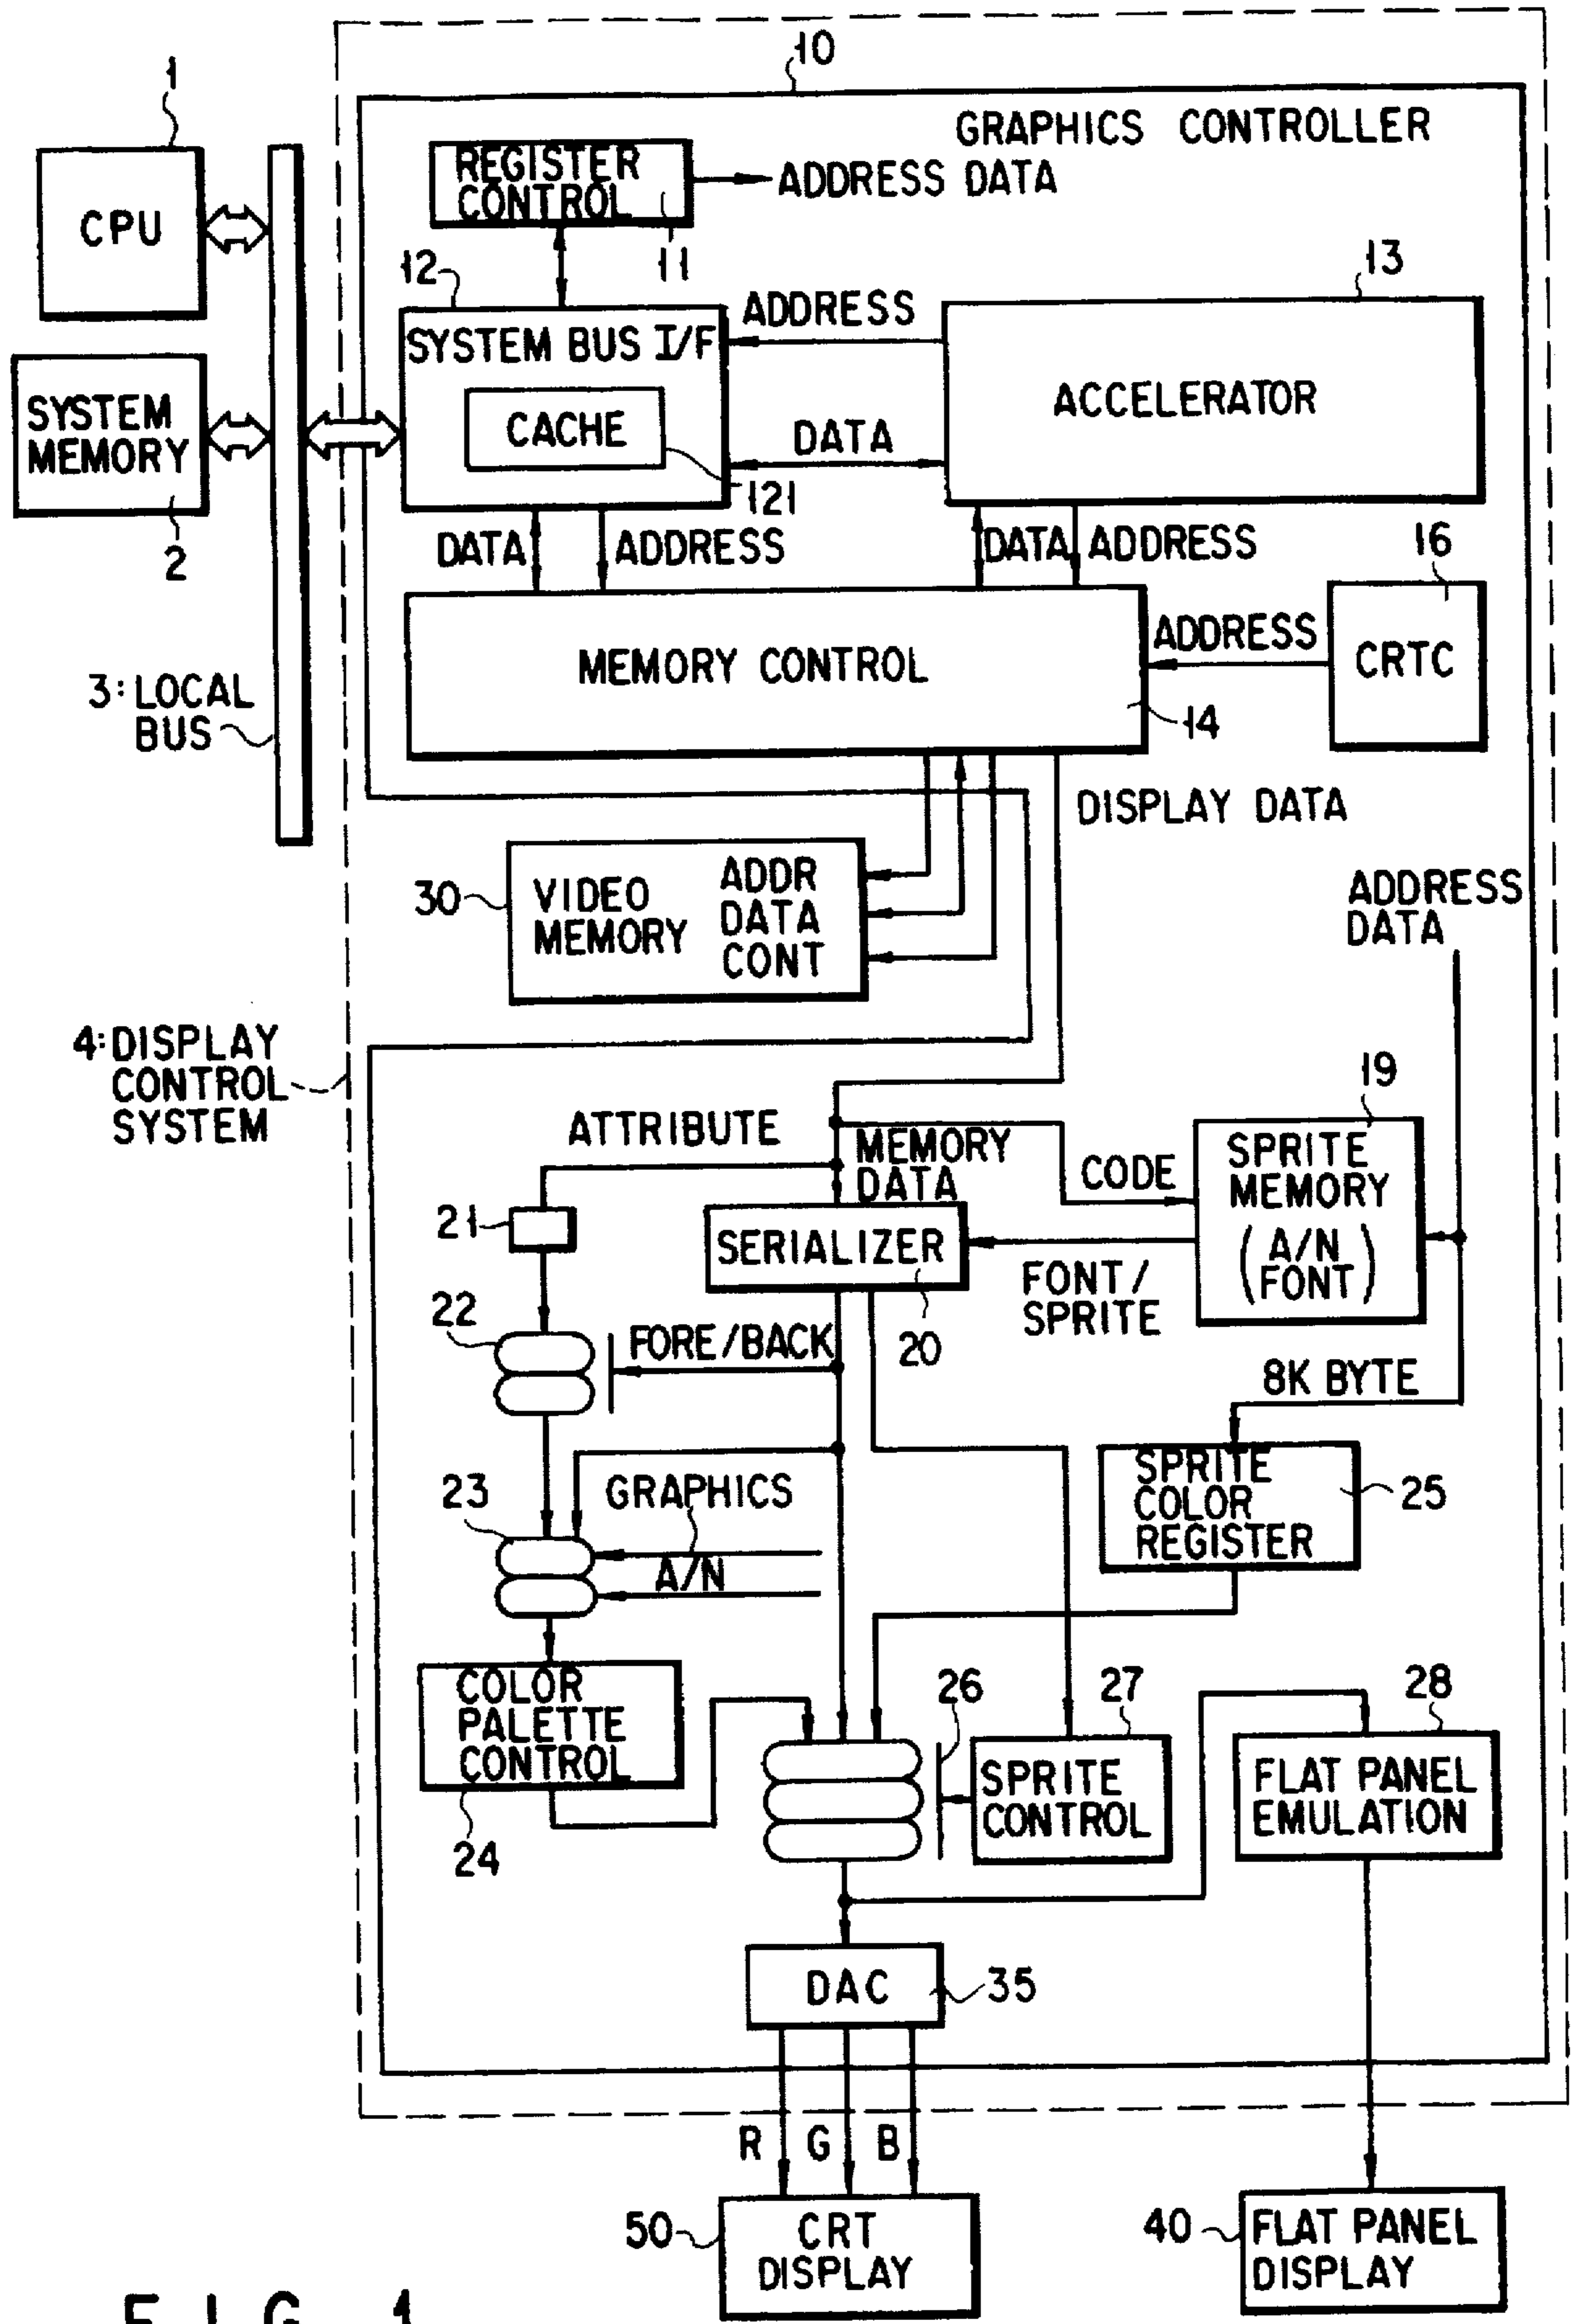 10
1
GRAPHICS CONTROLLER
REGISTER
CONTROL
ADDRESS DATA
11
CPU
12
13
SYSTEM BUS I/F
ADDRESS
ACCELERATOR
CACHE
DATA
121
SYSTEM
MEMORY
2
DATA
ADDRESS
DATA
ADDRESS
16
MEMORY CONTROL
ADDRESS
CRTC
14
3:LOCAL
BUS
DISPLAY DATA
30
VIDEO
MEMORY
ADDR
DATA
CONT
ADDRESS
DATA
4:DISPLAY
CONTROL
SYSTEM
19
ATTRIBUTE
MEMORY
DATA
CODE
SPRITE
MEMORY
(A/N
FONT)
21
SERIALIZER
FONT/
SPRITE
20
22
FORE/BACK
8K BYTE
23
GRAPHICS
A/N
SPRITE
COLOR
REGISTER
25
COLOR
PALETTE
CONTROL
24
26
27
28
SPRITE
CONTROL
FLAT PANEL
EMULATION
DAC
35
R G B
50
CRT
DISPLAY
40
FLAT PANEL
DISPLAY
FIG. 1